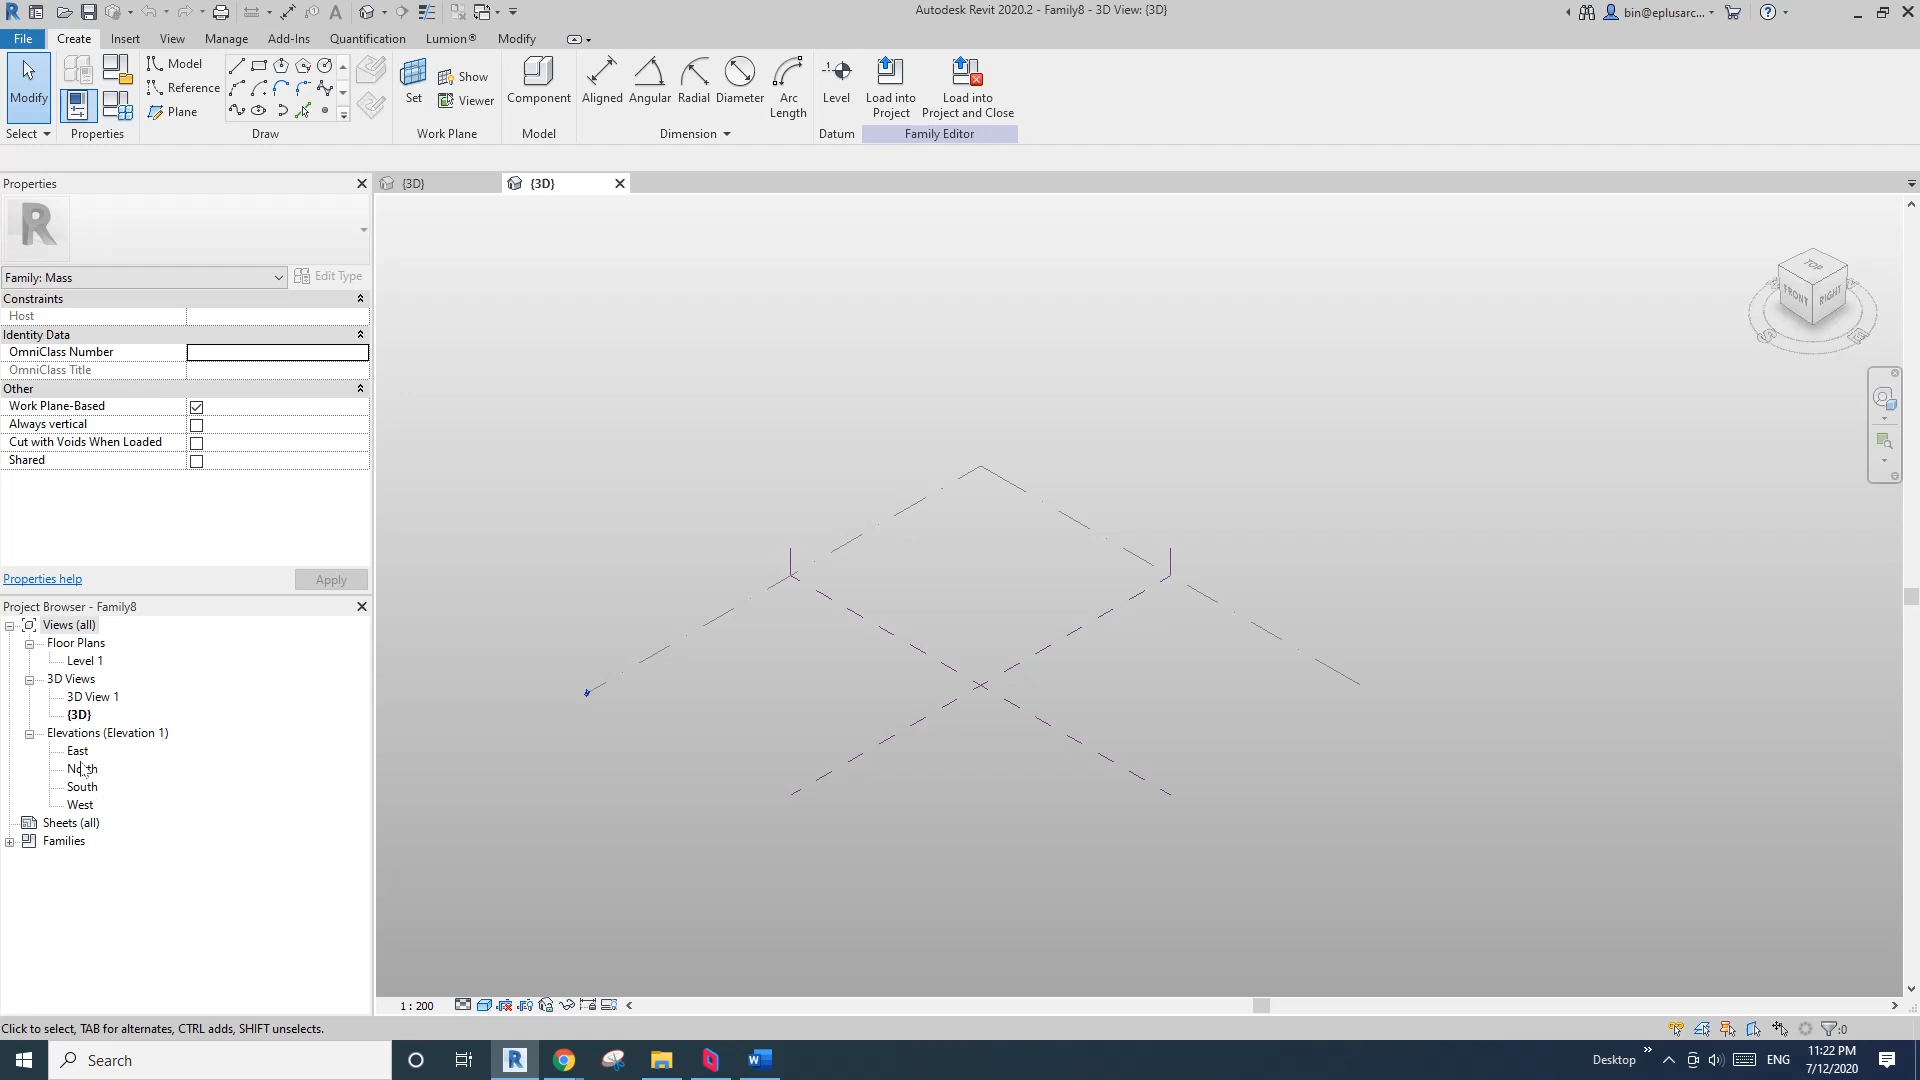 Autodesk Revit 2020.2 - Family8 - 3D View: {3D}
bin@eplusarc...
File
Create
Insert
View
Manage
Add-Ins
Quantification
Lumion®
Modify
Modify
Select
Properties
Model
Reference
Plane
Draw
Set
Show
Viewer
Work Plane
Component
Model
Aligned
Angular
Radial
Diameter
Arc
Length
Dimension
Level
Datum
Load into
Project
Load into
Project and Close
Family Editor
Properties
{3D}
{3D}
Family: Mass
Edit Type
Constraints
Host
Identity Data
OmniClass Number
OmniClass Title
Other
Work Plane-Based
Always vertical
Cut with Voids When Loaded
Shared
Properties help
Apply
TOP
FRONT
RIGHT
S
E
Project Browser - Family8
Views (all)
Floor Plans
Level 1
3D Views
3D View 1
{3D}
Elevations (Elevation 1)
East
North
South
West
Sheets (all)
Families
1 : 200
Click to select, TAB for alternates, CTRL adds, SHIFT unselects.
:0
Search
Desktop
ENG
11:22 PM
7/12/2020